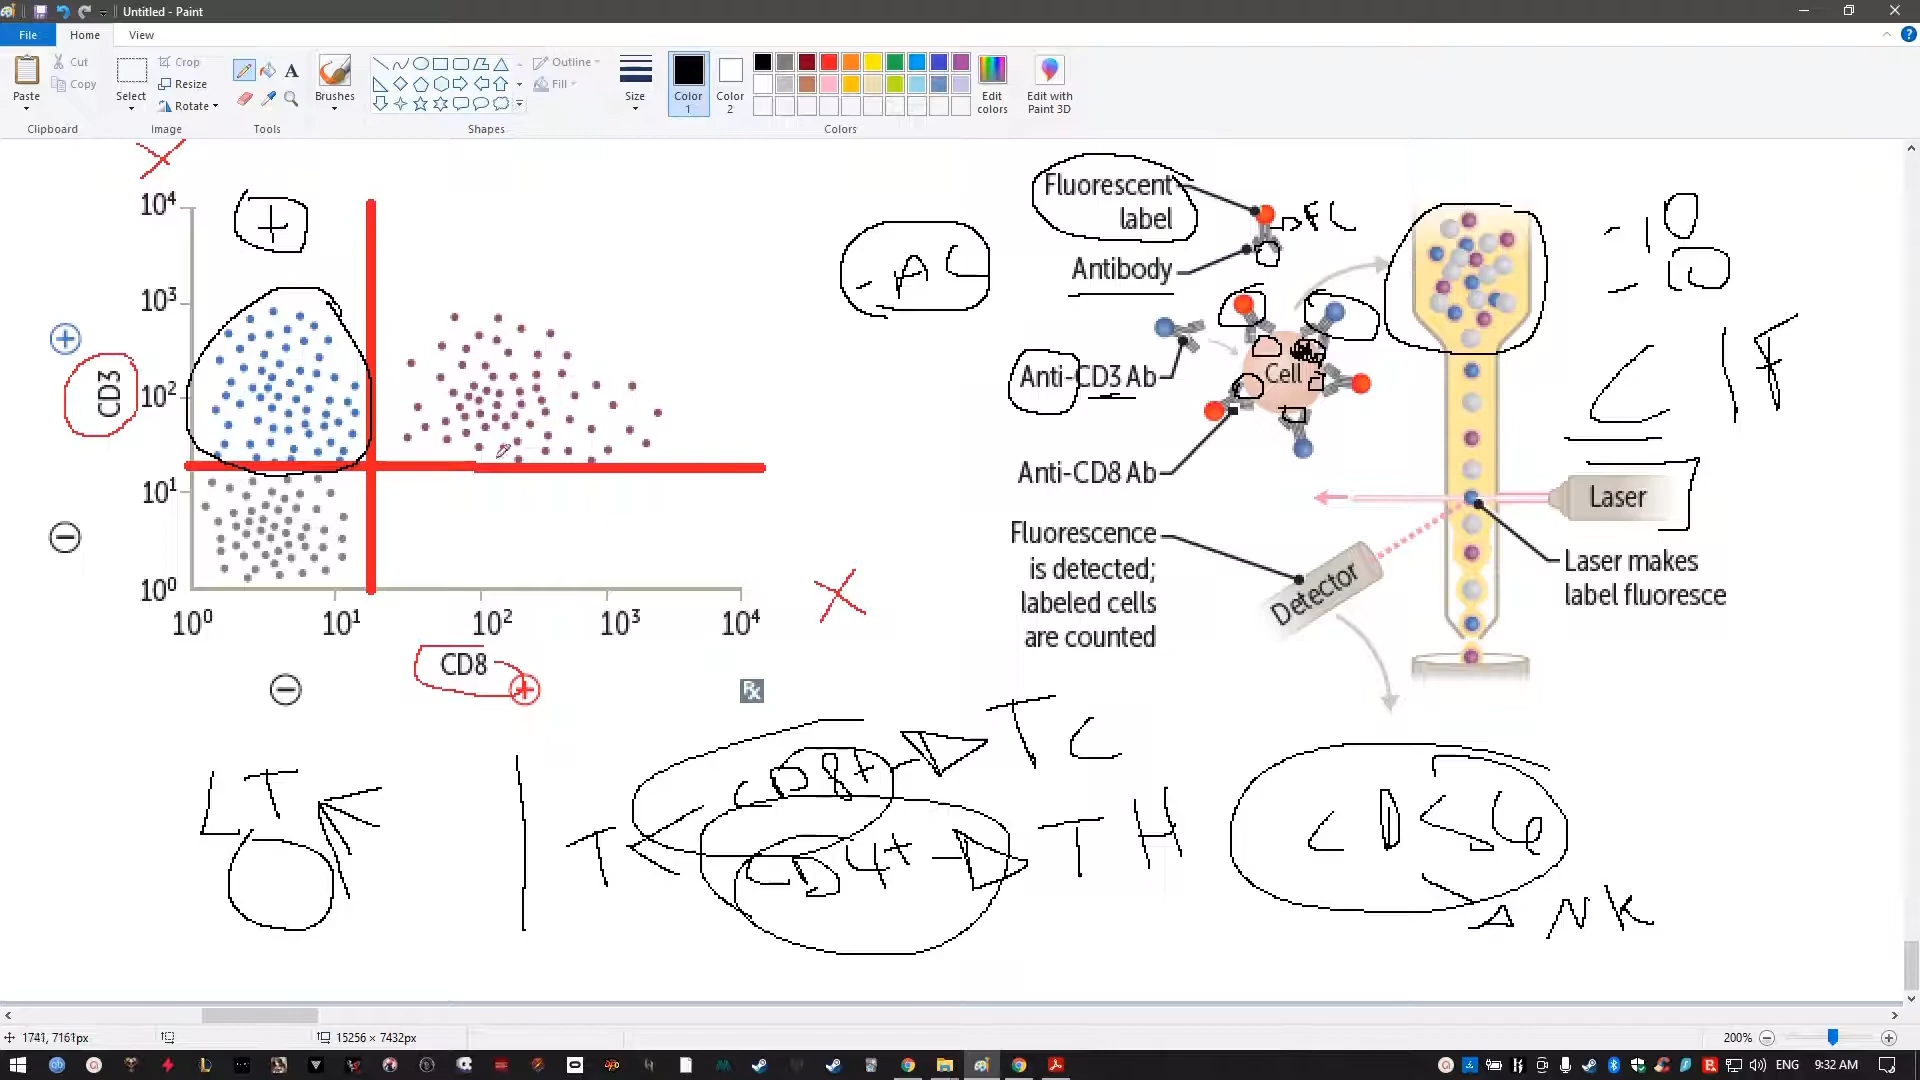 Untitled - Paint
File
Home
View
Paste
Cut
Copy
Select
Crop
Resize
Rotate
Brushes
Outline
Fill
Size
Color
1
Color
2
Edit
colors
Edit with
Paint 3D
Clipboard
Image
Tools
Shapes
Colors
+
10⁴
10³
10²
10¹
10⁰
CD3
10⁰
10¹
10²
10³
10⁴
CD8
Rx
- AC
Fluorescent
label
Antibody
Anti-CD3 Ab
Cell
Anti-CD8 Ab
Fluorescence
is detected;
labeled cells
are counted
Detector
Laser
Laser makes
label fluoresce
LT
T
CD8+
TC
CD4+
TH
CD56
NK
1741, 7161px
15256 × 7432px
200%
ENG
9:32 AM